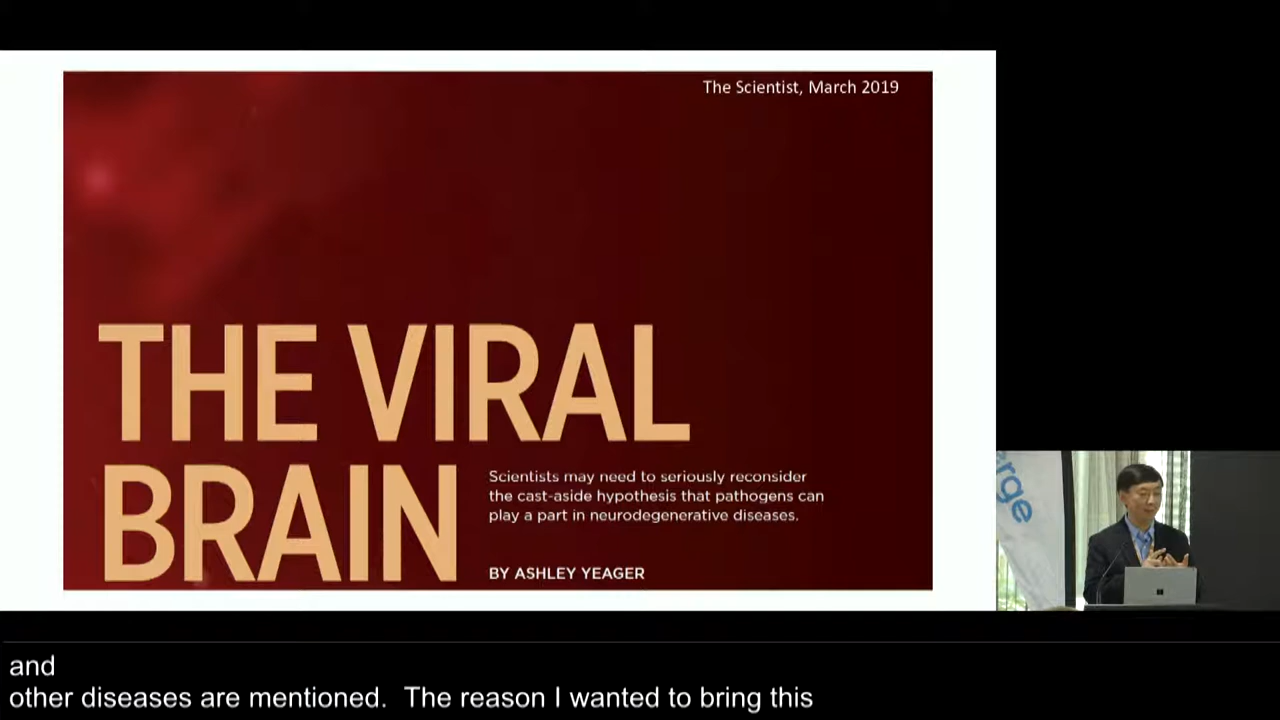 The Scientist, March 2019
THE VIRAL
BRAIN
Scientists may need to seriously reconsider
the cast-aside hypothesis that pathogens can
play a part in neurodegenerative diseases.
BY ASHLEY YEAGER
rge
and
other diseases are mentioned. The reason I wanted to bring this